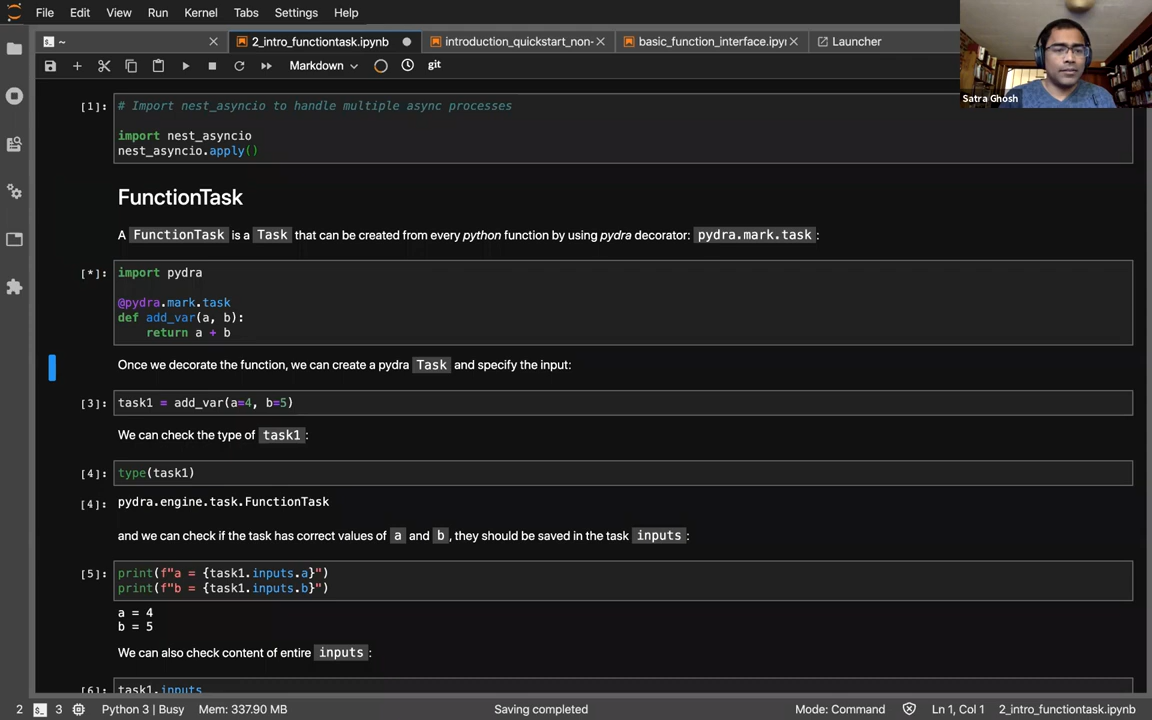 File Edit View Run Kernel Tabs Settings Help
~
2_intro_functiontask.ipynb
introduction_quickstart_non-
basic_function_interface.ipyı
Launcher
Markdown
git
Satra Ghosh
[1]: # Import nest_asyncio to handle multiple async processes
import nest_asyncio
nest_asyncio.apply()
FunctionTask
A FunctionTask is a Task that can be created from every python function by using pydra decorator: pydra.mark.task:
[*]: import pydra
@pydra.mark.task
def add_var(a, b):
return a + b
Once we decorate the function, we can create a pydra Task and specify the input:
[3]: task1 = add_var(a=4, b=5)
We can check the type of task1:
[4]: type(task1)
[4]: pydra.engine.task.FunctionTask
and we can check if the task has correct values of a and b, they should be saved in the task inputs:
[5]: print(f"a = {task1.inputs.a}")
print(f"b = {task1.inputs.b}")
a = 4
b = 5
We can also check content of entire inputs:
[6]: task1.inputs
2 3 Python 3 | Busy Mem: 337.90 MB Saving completed Mode: Command Ln 1, Col 1 2_intro_functiontask.ipynb